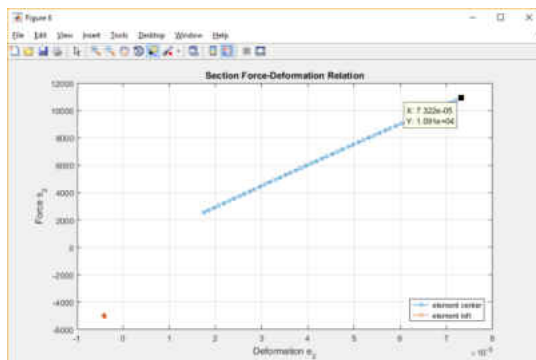 Figure 6
File Edit View Insert Tools Desktop Window Help
Section Force-Deformation Relation
12000
10000
8000
6000
4000
2000
0
-2000
-4000
-6000
Force s2
X: 7.322e-05
Y: 1.091e+04
element center
element left
-1 0 1 2 3 4 5 6 7 8
Deformation e2